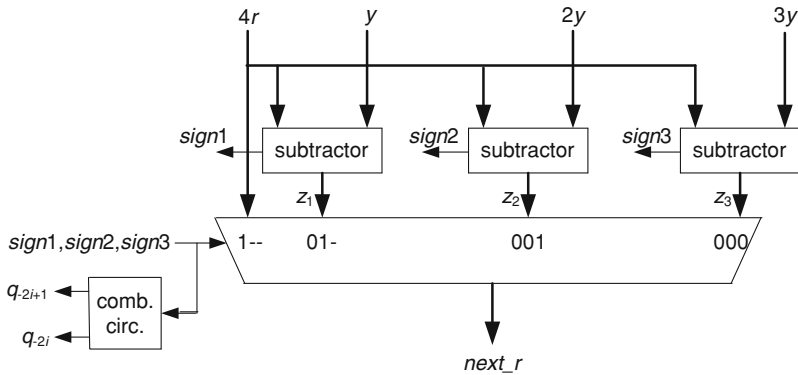 4r y 2y 3y
sign1 subtractor sign2 subtractor sign3 subtractor
z1 z2 z3
sign1,sign2,sign3 1-- 01- 001 000
q-2i+1 comb.
q-2i circ.
next_r